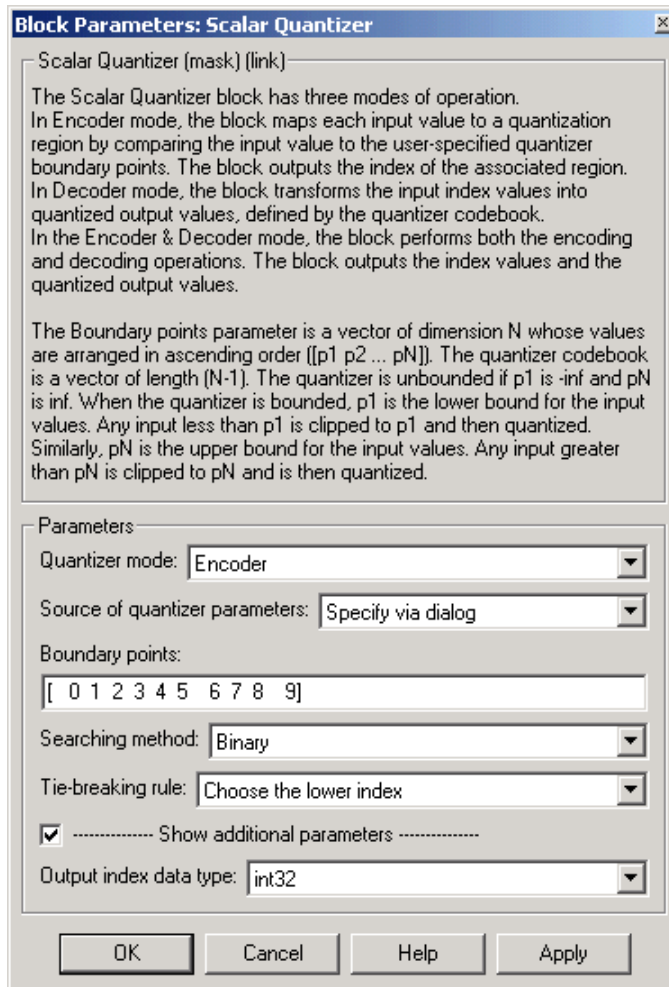 Block Parameters: Scalar Quantizer
Scalar Quantizer (mask) (link)
The Scalar Quantizer block has three modes of operation.
In Encoder mode, the block maps each input value to a quantization
region by comparing the input value to the user-specified quantizer
boundary points. The block outputs the index of the associated region.
In Decoder mode, the block transforms the input index values into
quantized output values, defined by the quantizer codebook.
In the Encoder & Decoder mode, the block performs both the encoding
and decoding operations. The block outputs the index values and the
quantized output values.
The Boundary points parameter is a vector of dimension N whose values
are arranged in ascending order ([p1 p2 ... pN]). The quantizer codebook
is a vector of length (N-1). The quantizer is unbounded if p1 is -inf and pN
is inf. When the quantizer is bounded, p1 is the lower bound for the input
values. Any input less than p1 is clipped to p1 and then quantized.
Similarly, pN is the upper bound for the input values. Any input greater
than pN is clipped to pN and is then quantized.
Parameters
Quantizer mode: Encoder
Source of quantizer parameters: Specify via dialog
Boundary points:
[ 0 1 2 3 4 5 6 7 8 9]
Searching method: Binary
Tie-breaking rule: Choose the lower index
--------------- Show additional parameters ---------------
Output index data type: int32
OK Cancel Help Apply